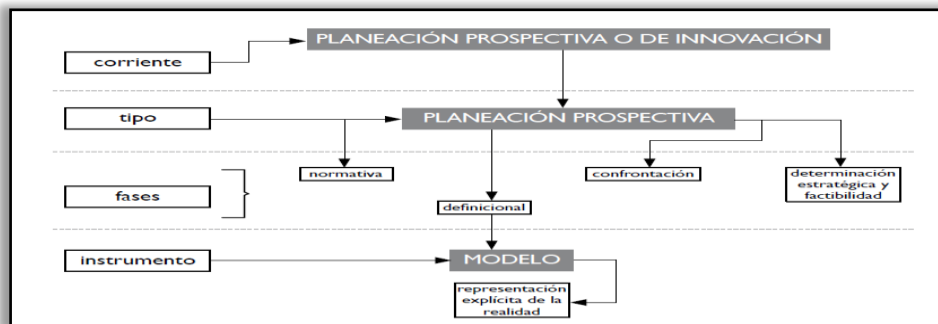 PLANEACIÓN PROSPECTIVA O DE INNOVACIÓN
corriente
tipo
PLANEACIÓN PROSPECTIVA
normativa
confrontación
determinación
estratégica y
factibilidad
fases
definicional
instrumento
MODELO
representación
explícita de la
realidad